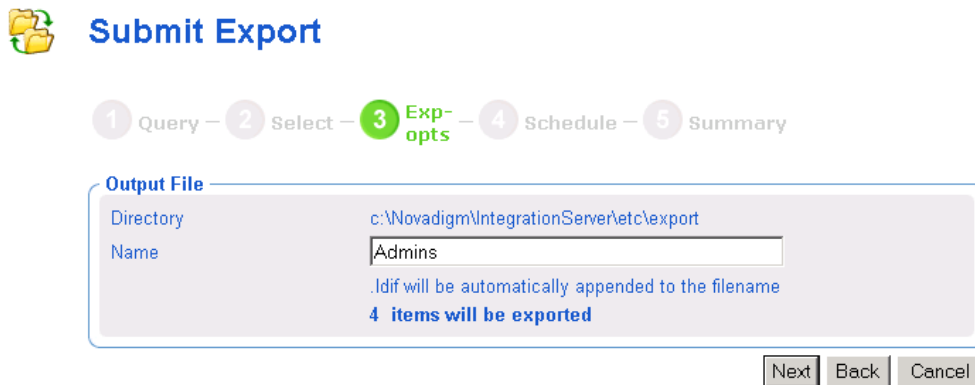 Submit Export
1 Query – 2 Select – 3 Exp-opts – 4 Schedule – 5 Summary
Output File
Directory c:\Novadigm\IntegrationServer\etc\export
Name Admins
.ldif will be automatically appended to the filename
4 items will be exported
Next Back Cancel